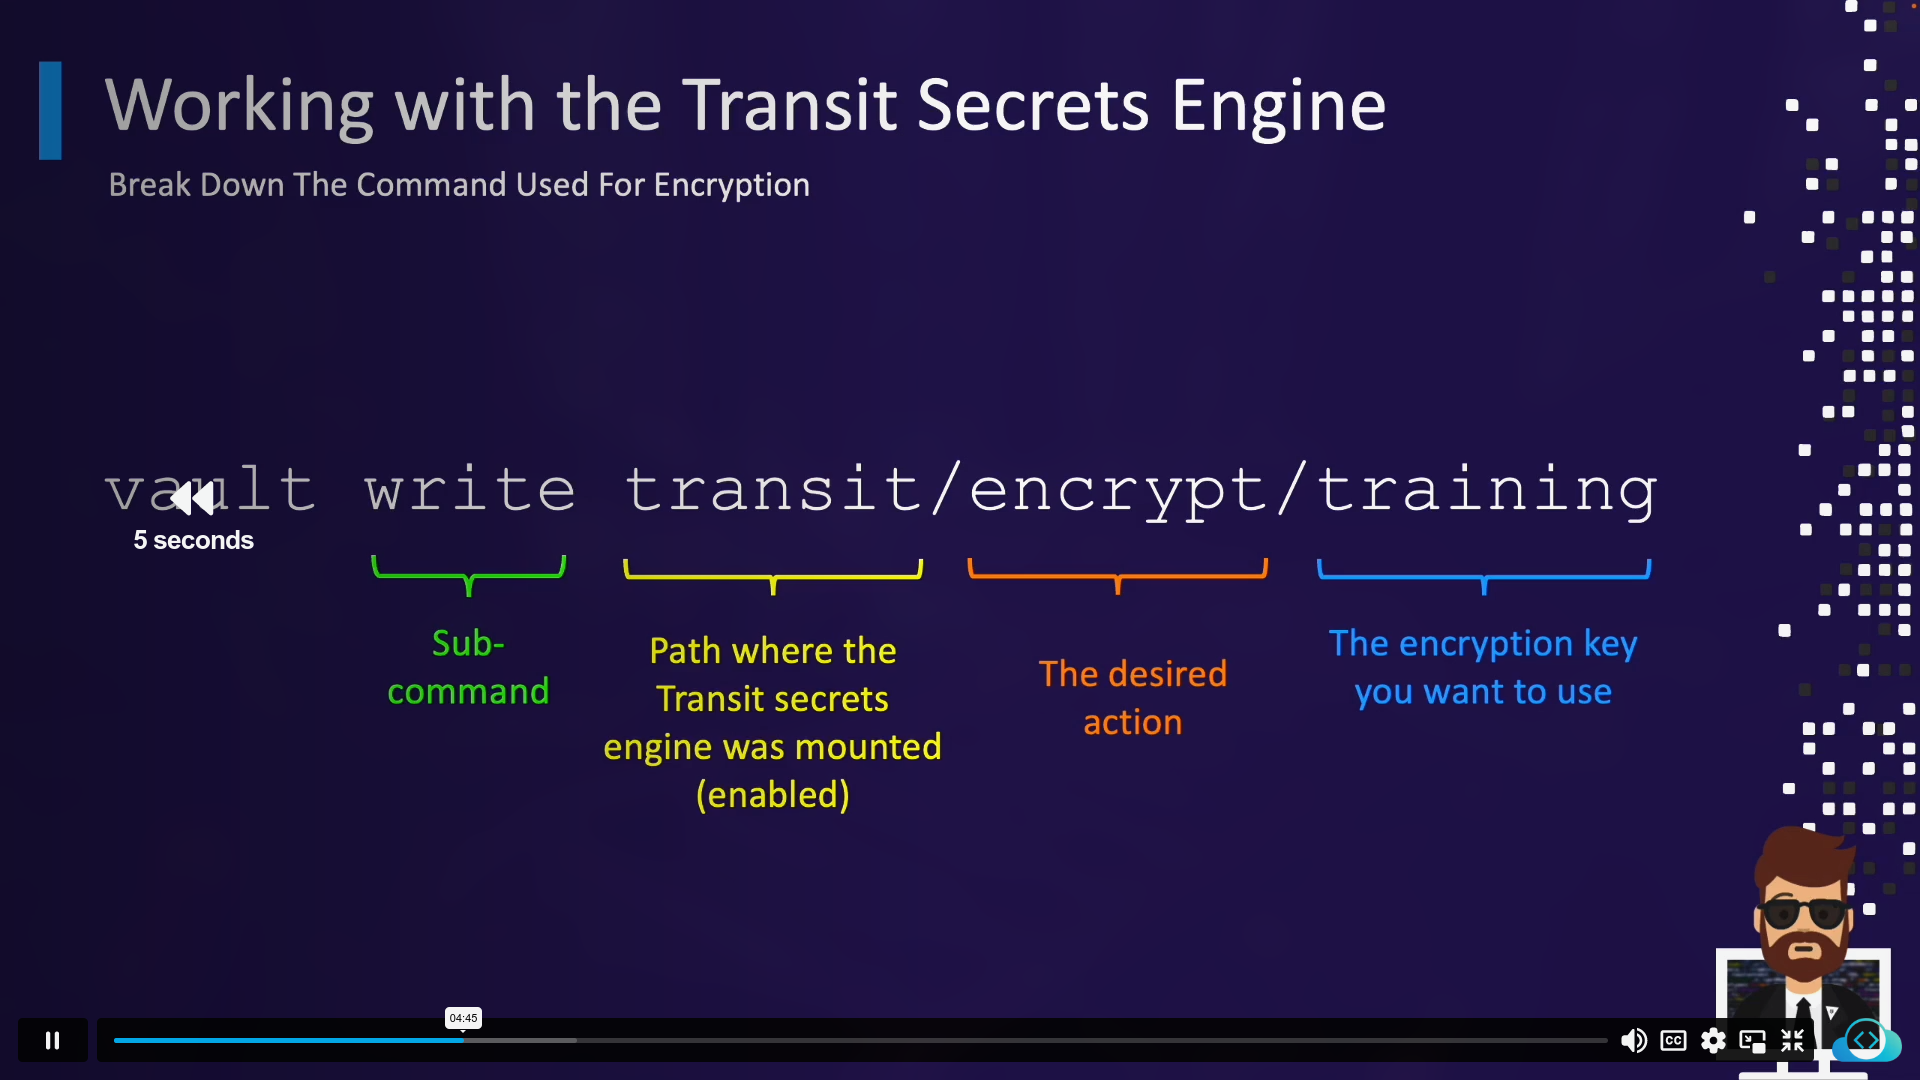 Working with the Transit Secrets Engine
Break Down The Command Used For Encryption
vault write transit/encrypt/training
5 seconds
Sub-
command
Path where the
Transit secrets
engine was mounted
(enabled)
The desired
action
The encryption key
you want to use
04:45
CC